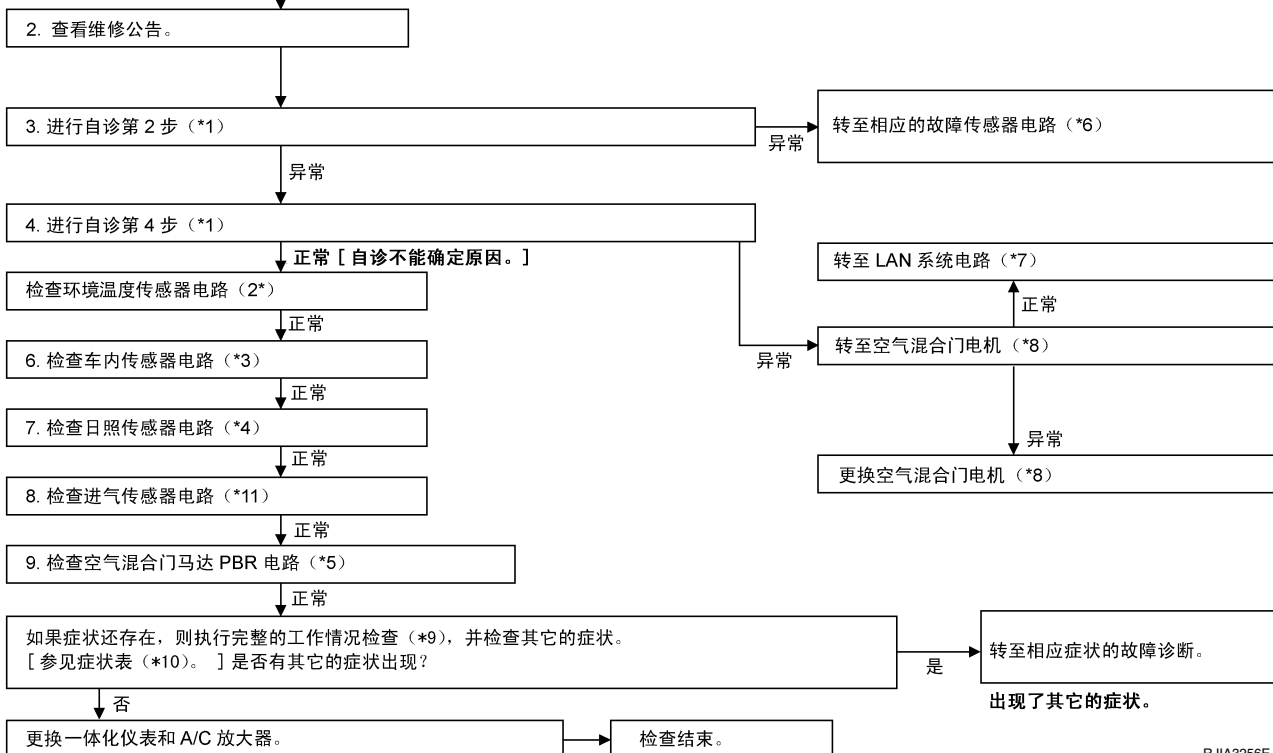 2. 查看维修公告。
3. 进行自诊第 2 步（*1）
异常
转至相应的故障传感器电路（*6）
异常
4. 进行自诊第 4 步（*1）
正常 [ 自诊不能确定原因。]
转至 LAN 系统电路（*7）
检查环境温度传感器电路（2*）
正常
正常
6. 检查车内传感器电路（*3）
异常
转至空气混合门电机（*8）
正常
7. 检查日照传感器电路（*4）
异常
正常
更换空气混合门电机（*8）
8. 检查进气传感器电路（*11）
正常
9. 检查空气混合门马达 PBR 电路（*5）
正常
如果症状还存在，则执行完整的工作情况检查（*9），并检查其它的症状。
[ 参见症状表（*10）。 ] 是否有其它的症状出现？
是
转至相应症状的故障诊断。
出现了其它的症状。
否
更换一体化仪表和 A/C 放大器。
检查结束。
RJIA3256E